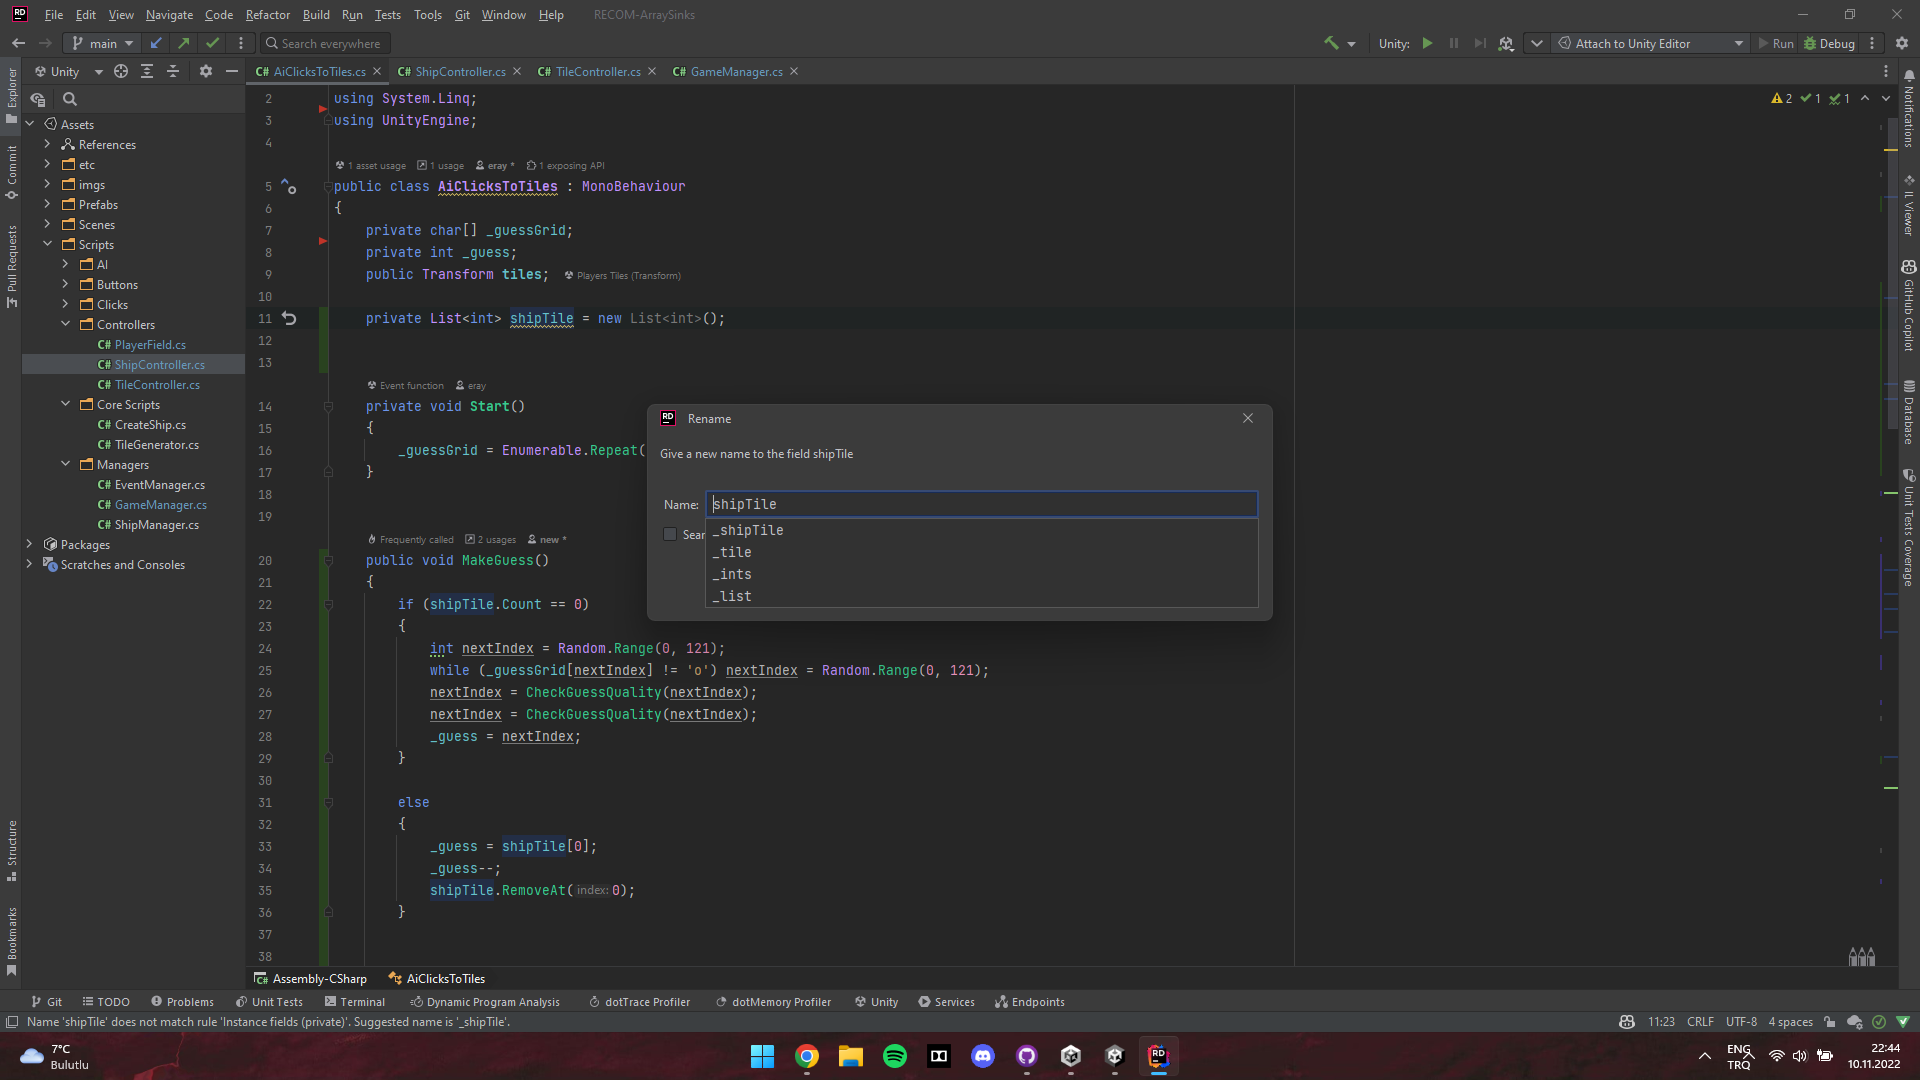 RD File Edit View Navigate Code Refactor Build Run Tests Tools Git Window Help RECOM-ArraySinks
main Search everywhere Unity: Attach to Unity Editor Run Debug
Unity
C# AiClicksToTiles.cs C# ShipController.cs C# TileController.cs C# GameManager.cs
Explorer
Commit
Pull Requests
Structure
Bookmarks
Assets
References
etc
imgs
Prefabs
Scenes
Scripts
AI
Buttons
Clicks
Controllers
C# PlayerField.cs
C# ShipController.cs
C# TileController.cs
Core Scripts
C# CreateShip.cs
C# TileGenerator.cs
Managers
C# EventManager.cs
C# GameManager.cs
C# ShipManager.cs
Packages
Scratches and Consoles
2 1 1
2 using System.Linq;
3 using UnityEngine;
4
1 asset usage 1 usage eray * 1 exposing API
5 public class AiClicksToTiles : MonoBehaviour
6 {
7 private char[] _guessGrid;
8 private int _guess;
9 public Transform tiles; Players Tiles (Transform)
10
11 private List<int> shipTile = new List<int>();
12
13
Event function eray
14 private void Start()
15 {
16 _guessGrid = Enumerable.Repeat(
17 }
18
19
Frequently called 2 usages new *
20 public void MakeGuess()
21 {
22 if (shipTile.Count == 0)
23 {
24 int nextIndex = Random.Range(0, 121);
25 while (_guessGrid[nextIndex] != 'o') nextIndex = Random.Range(0, 121);
26 nextIndex = CheckGuessQuality(nextIndex);
27 nextIndex = CheckGuessQuality(nextIndex);
28 _guess = nextIndex;
29 }
30
31 else
32 {
33 _guess = shipTile[0];
34 _guess--;
35 shipTile.RemoveAt(index: 0);
36 }
37
38
RD Rename
Give a new name to the field shipTile
Name: shipTile
Sear
_shipTile
_tile
_ints
_list
Notifications
IL Viewer
GitHub Copilot
Database
Unit Tests Coverage
C# Assembly-CSharp AiClicksToTiles
Git TODO Problems Unit Tests Terminal Dynamic Program Analysis dotTrace Profiler dotMemory Profiler Unity Services Endpoints
Name 'shipTile' does not match rule 'Instance fields (private)'. Suggested name is '_shipTile'. 11:23 CRLF UTF-8 4 spaces
7°C
Bulutlu
RD
ENG
TRQ
22:44
10.11.2022